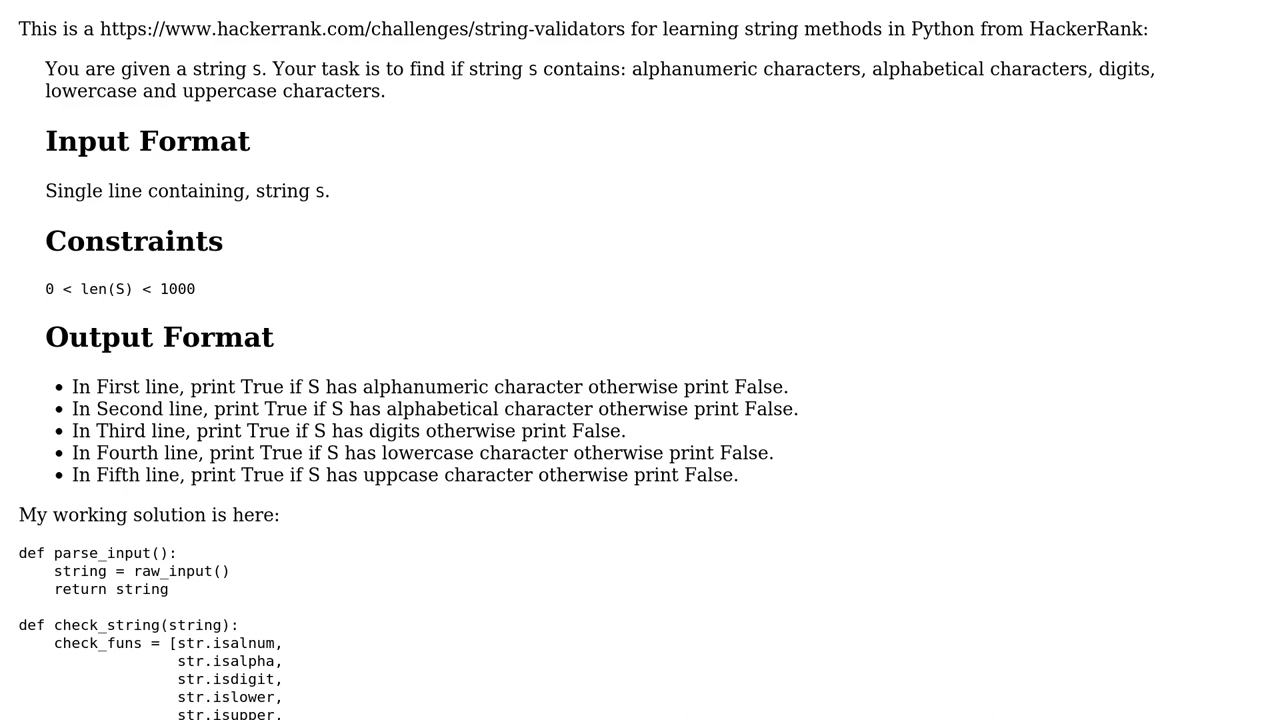 This is a https://www.hackerrank.com/challenges/string-validators for learning string methods in Python from HackerRank:
You are given a string S. Your task is to find if string S contains: alphanumeric characters, alphabetical characters, digits,
lowercase and uppercase characters.
Input Format
Single line containing, string S.
Constraints
0 < len(S) < 1000
Output Format
• In First line, print True if S has alphanumeric character otherwise print False.
• In Second line, print True if S has alphabetical character otherwise print False.
• In Third line, print True if S has digits otherwise print False.
• In Fourth line, print True if S has lowercase character otherwise print False.
• In Fifth line, print True if S has uppcase character otherwise print False.
My working solution is here:
def parse_input():
    string = raw_input()
    return string
def check_string(string):
    check_funs = [str.isalnum,
                  str.isalpha,
                  str.isdigit,
                  str.islower,
                  str.isupper,